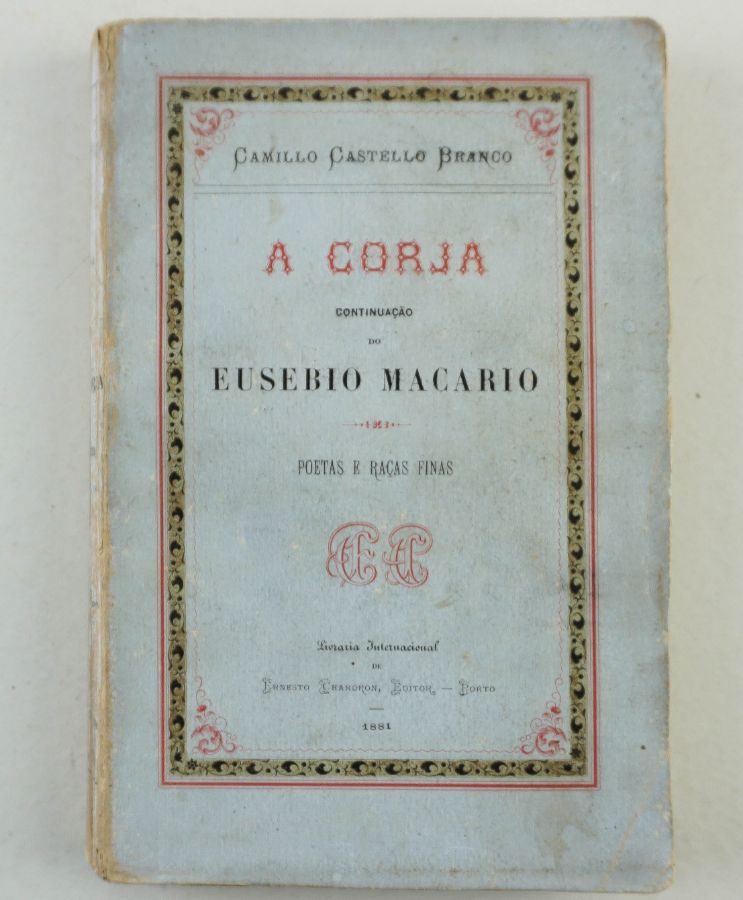 CAMILLO CASTELLO BRANCO
A CORJA
CONTINUAÇÃO
DO
EUSEBIO MACARIO
POETAS E RAÇAS FINAS
Livraria Internacional
DE
ERNESTO CHARDRON, EDITOR, — PORTO
1881